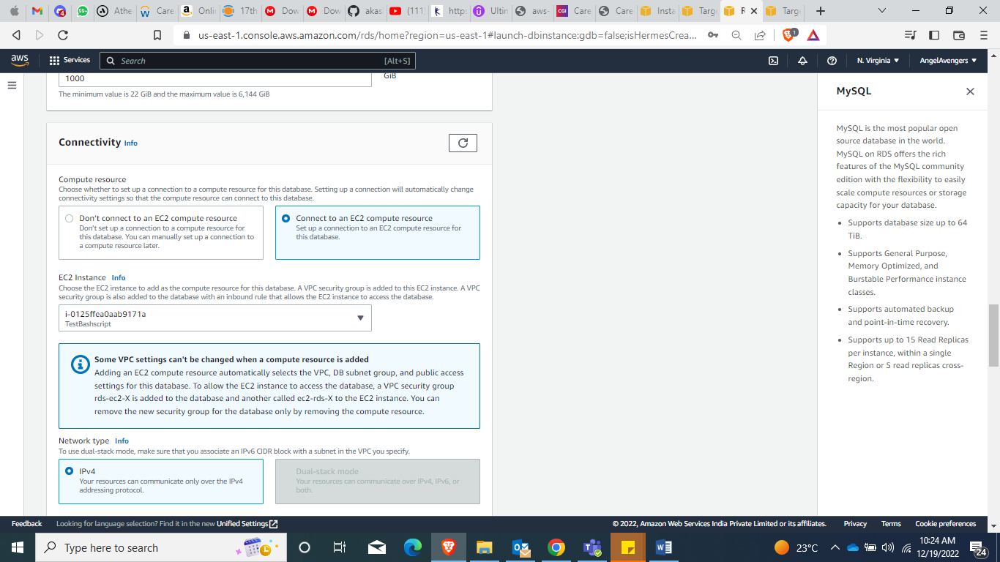 99+
4
Athe
Care
Onli
17th
Dow
Dow
akas
(111)
https
Ultin
aws-
CGI
Care
Care
Insta
Targ
R
Targ
us-east-1.console.aws.amazon.com/rds/home?region=us-east-1#launch-dbinstance:gdb=false;isHermesCrea...
1
aws
Services
Search
[Alt+S]
N. Virginia
AngelAvengers
1000
GiB
The minimum value is 22 GiB and the maximum value is 6,144 GiB
Connectivity Info
Compute resource
Choose whether to set up a connection to a compute resource for this database. Setting up a connection will automatically change
connectivity settings so that the compute resource can connect to this database.
Don't connect to an EC2 compute resource
Don't set up a connection to a compute resource for
this database. You can manually set up a connection to
a compute resource later.
Connect to an EC2 compute resource
Set up a connection to an EC2 compute resource for
this database.
EC2 Instance Info
Choose the EC2 instance to add as the compute resource for this database. A VPC security group is added to this EC2 instance. A VPC
security group is also added to the database with an inbound rule that allows the EC2 instance to access the database.
i-0125ffea0aab9171a
TestBashscript
Some VPC settings can't be changed when a compute resource is added
Adding an EC2 compute resource automatically selects the VPC, DB subnet group, and public access
settings for this database. To allow the EC2 instance to access the database, a VPC security group
rds-ec2-X is added to the database and another called ec2-rds-X to the EC2 instance. You can
remove the new security group for the database only by removing the compute resource.
Network type Info
To use dual-stack mode, make sure that you associate an IPv6 CIDR block with a subnet in the VPC you specify.
IPv4
Your resources can communicate only over the IPv4
addressing protocol.
Dual-stack mode
Your resources can communicate over IPv4, IPv6, or
both.
MySQL
MySQL is the most popular open
source database in the world.
MySQL on RDS offers the rich
features of the MySQL community
edition with the flexibility to easily
scale compute resources or storage
capacity for your database.
• Supports database size up to 64
TiB.
• Supports General Purpose,
Memory Optimized, and
Burstable Performance instance
classes.
• Supports automated backup
and point-in-time recovery.
• Supports up to 15 Read Replicas
per instance, within a single
Region or 5 read replicas cross-
region.
Feedback
Looking for language selection? Find it in the new Unified Settings
© 2022, Amazon Web Services India Private Limited or its affiliates.
Privacy
Terms
Cookie preferences
Type here to search
23°C
10:24 AM
12/19/2022
24